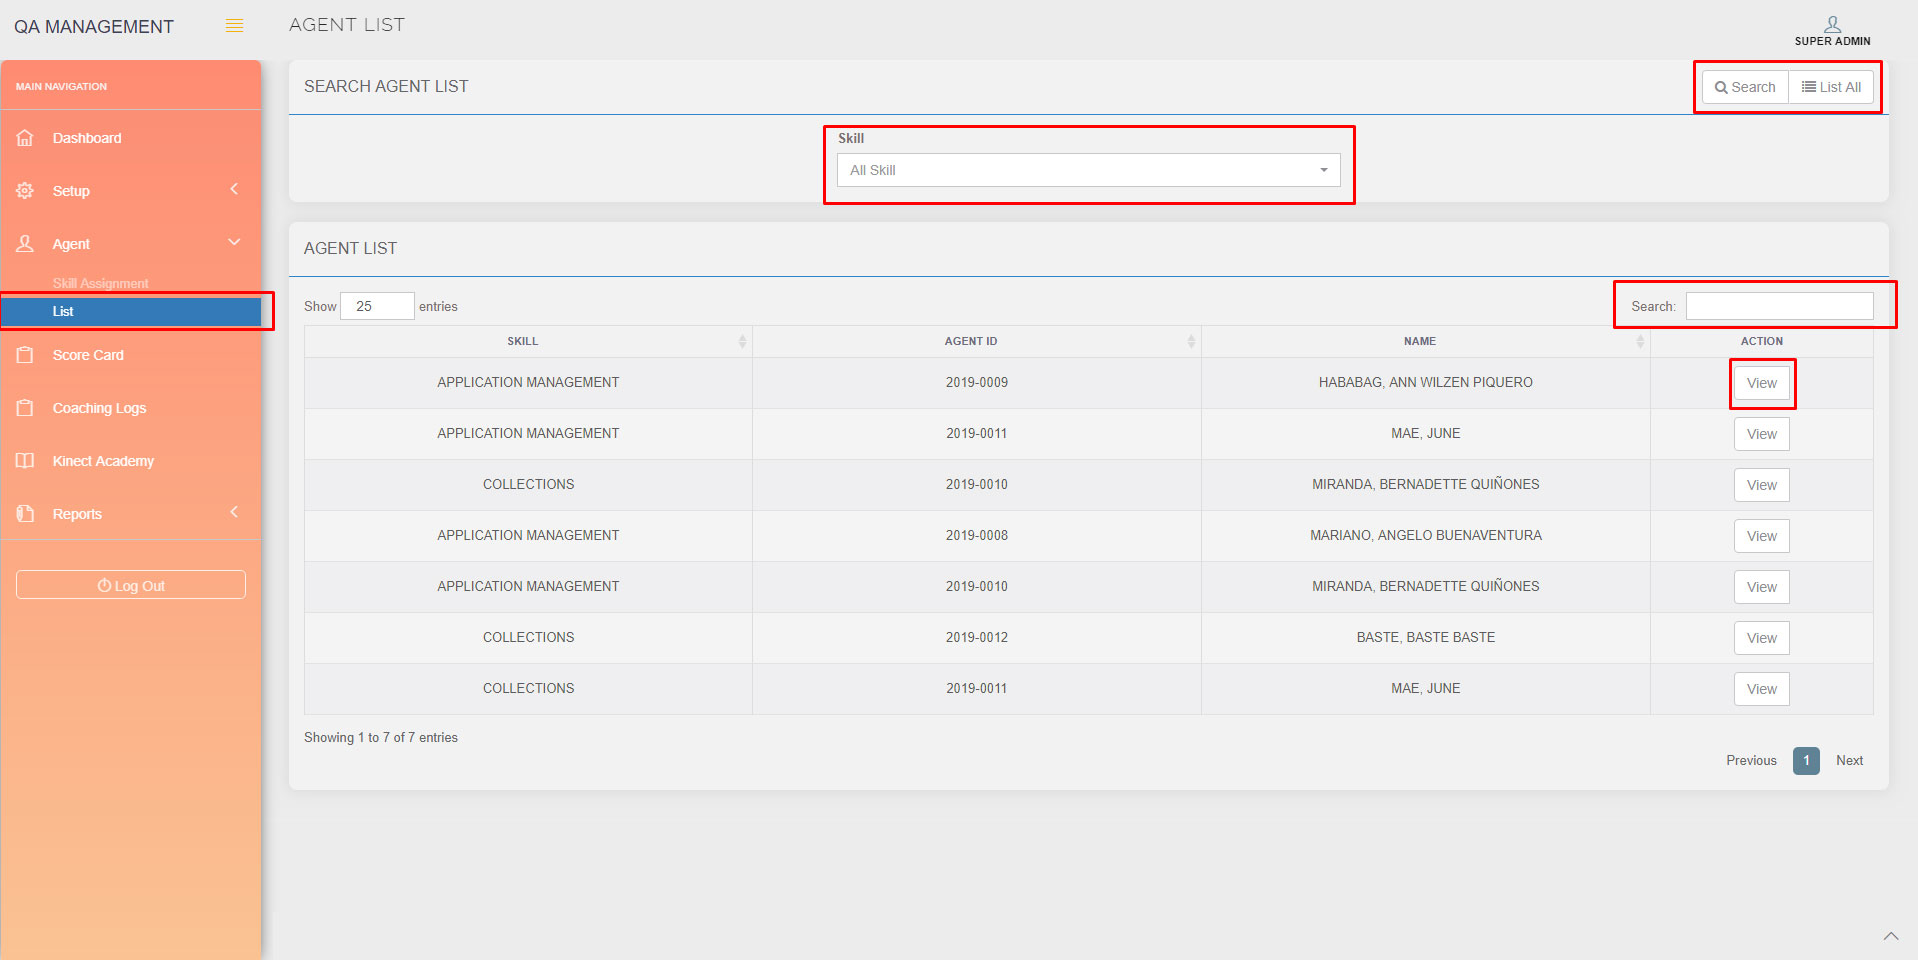 QA MANAGEMENT
AGENT LIST
SUPER ADMIN
MAIN NAVIGATION
Dashboard
Setup
Agent
Skill Assignment
List
Score Card
Coaching Logs
Kinect Academy
Reports
Log Out
SEARCH AGENT LIST
Search List All
Skill
All Skill
AGENT LIST
Show 25 entries
Search:
SKILL AGENT ID NAME ACTION
APPLICATION MANAGEMENT 2019-0009 HABABAG, ANN WILZEN PIQUERO View
APPLICATION MANAGEMENT 2019-0011 MAE, JUNE View
COLLECTIONS 2019-0010 MIRANDA, BERNADETTE QUIÑONES View
APPLICATION MANAGEMENT 2019-0008 MARIANO, ANGELO BUENAVENTURA View
APPLICATION MANAGEMENT 2019-0010 MIRANDA, BERNADETTE QUIÑONES View
COLLECTIONS 2019-0012 BASTE, BASTE BASTE View
COLLECTIONS 2019-0011 MAE, JUNE View
Showing 1 to 7 of 7 entries
Previous 1 Next